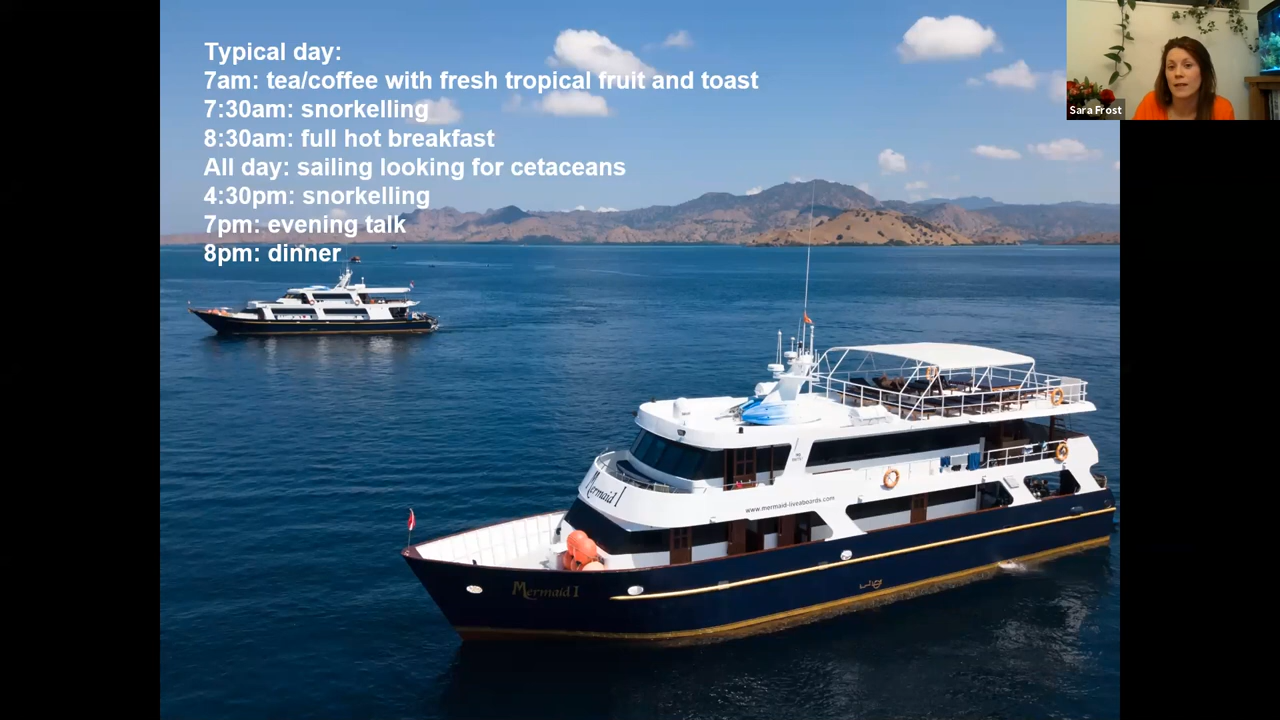 Typical day:
7am: tea/coffee with fresh tropical fruit and toast
7:30am: snorkelling
8:30am: full hot breakfast
All day: sailing looking for cetaceans
4:30pm: snorkelling
7pm: evening talk
8pm: dinner
Sara Frost
Mermaid I
www.mermaid-liveaboards.com
Mermaid I